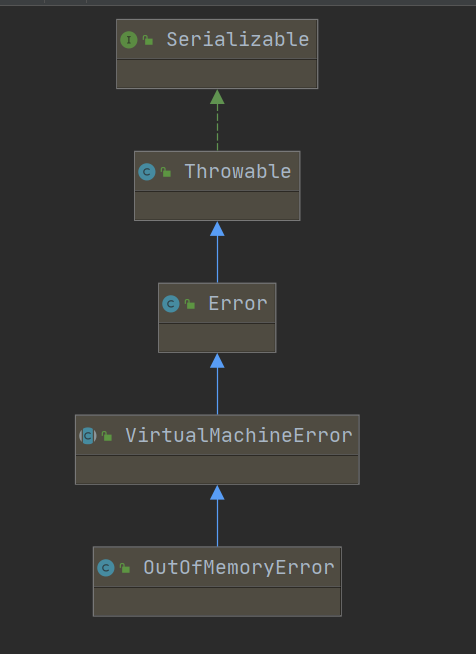 I Serializable
C Throwable
C Error
C VirtualMachineError
C OutOfMemoryError